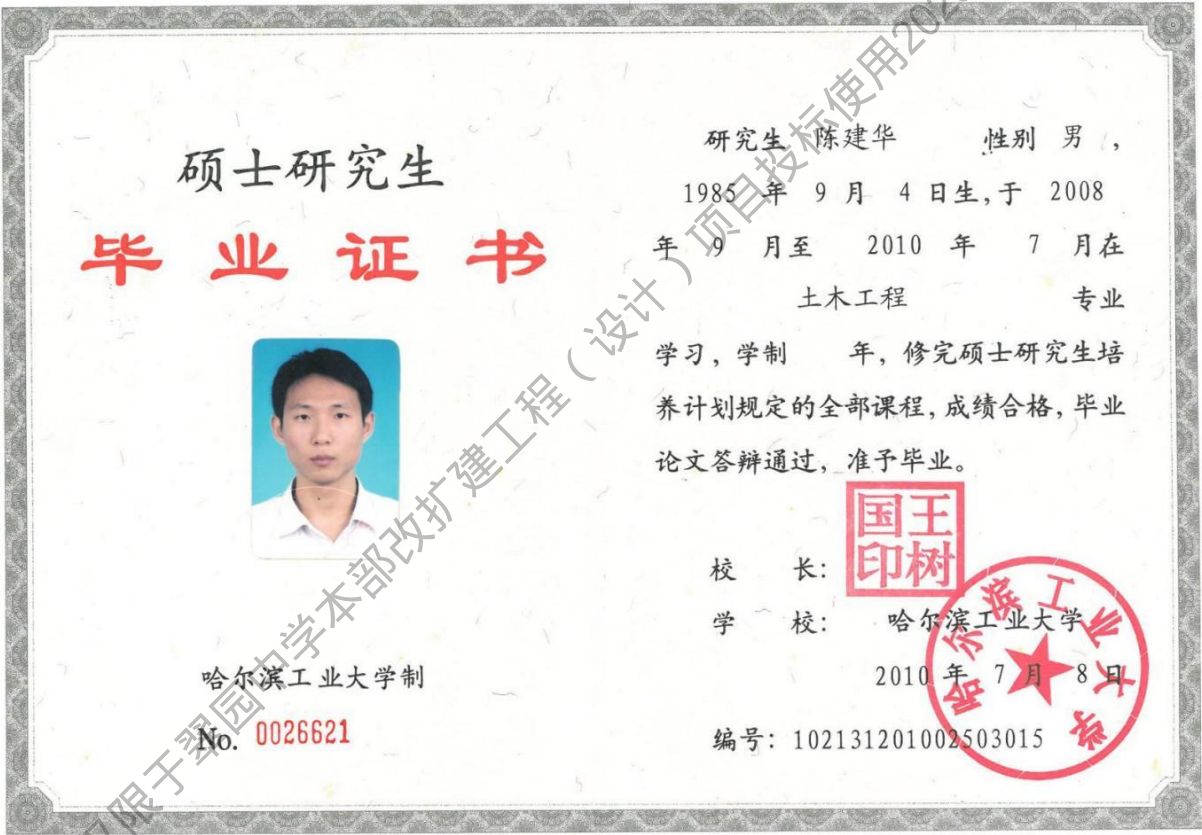 硕士研究生
毕业证书
哈尔滨工业大学制
No. 0026621
研究生 陈建华 性别 男 ,
1985 年 9 月 4 日生,于 2008
年 9 月至 2010 年 7 月在
土木工程 专业
学习,学制 年,修完硕士研究生培
养计划规定的全部课程,成绩合格,毕业
论文答辩通过,准予毕业。
校 长:
王树国印
学 校: 哈尔滨工业大学
2010 年 7 月 8 日
编号:102131201002503015
哈尔滨工业大学
限于翠园中学本部改扩建工程(设计)项目投标使用202